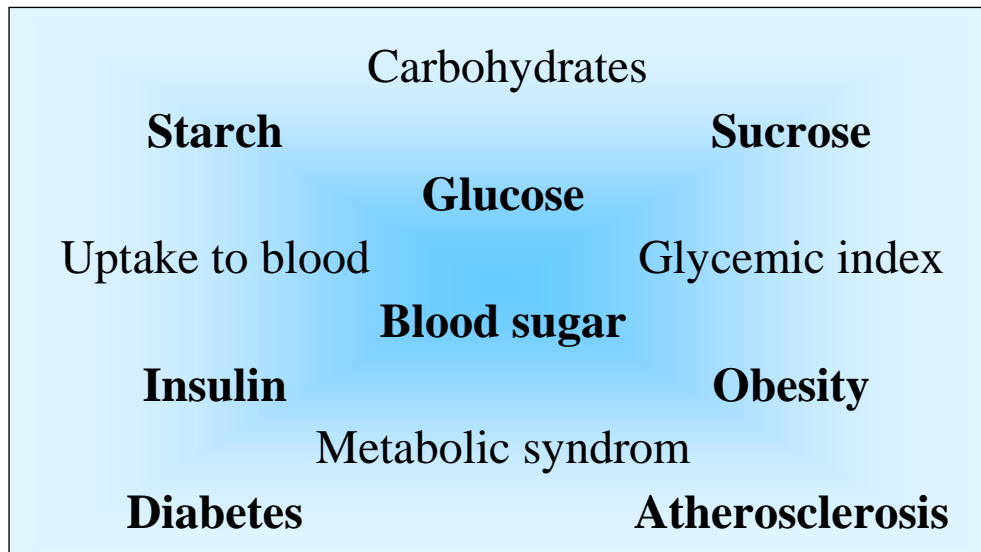 Carbohydrates
Starch Sucrose
Glucose
Uptake to blood Glycemic index
Blood sugar
Insulin Obesity
Metabolic syndrom
Diabetes Atherosclerosis